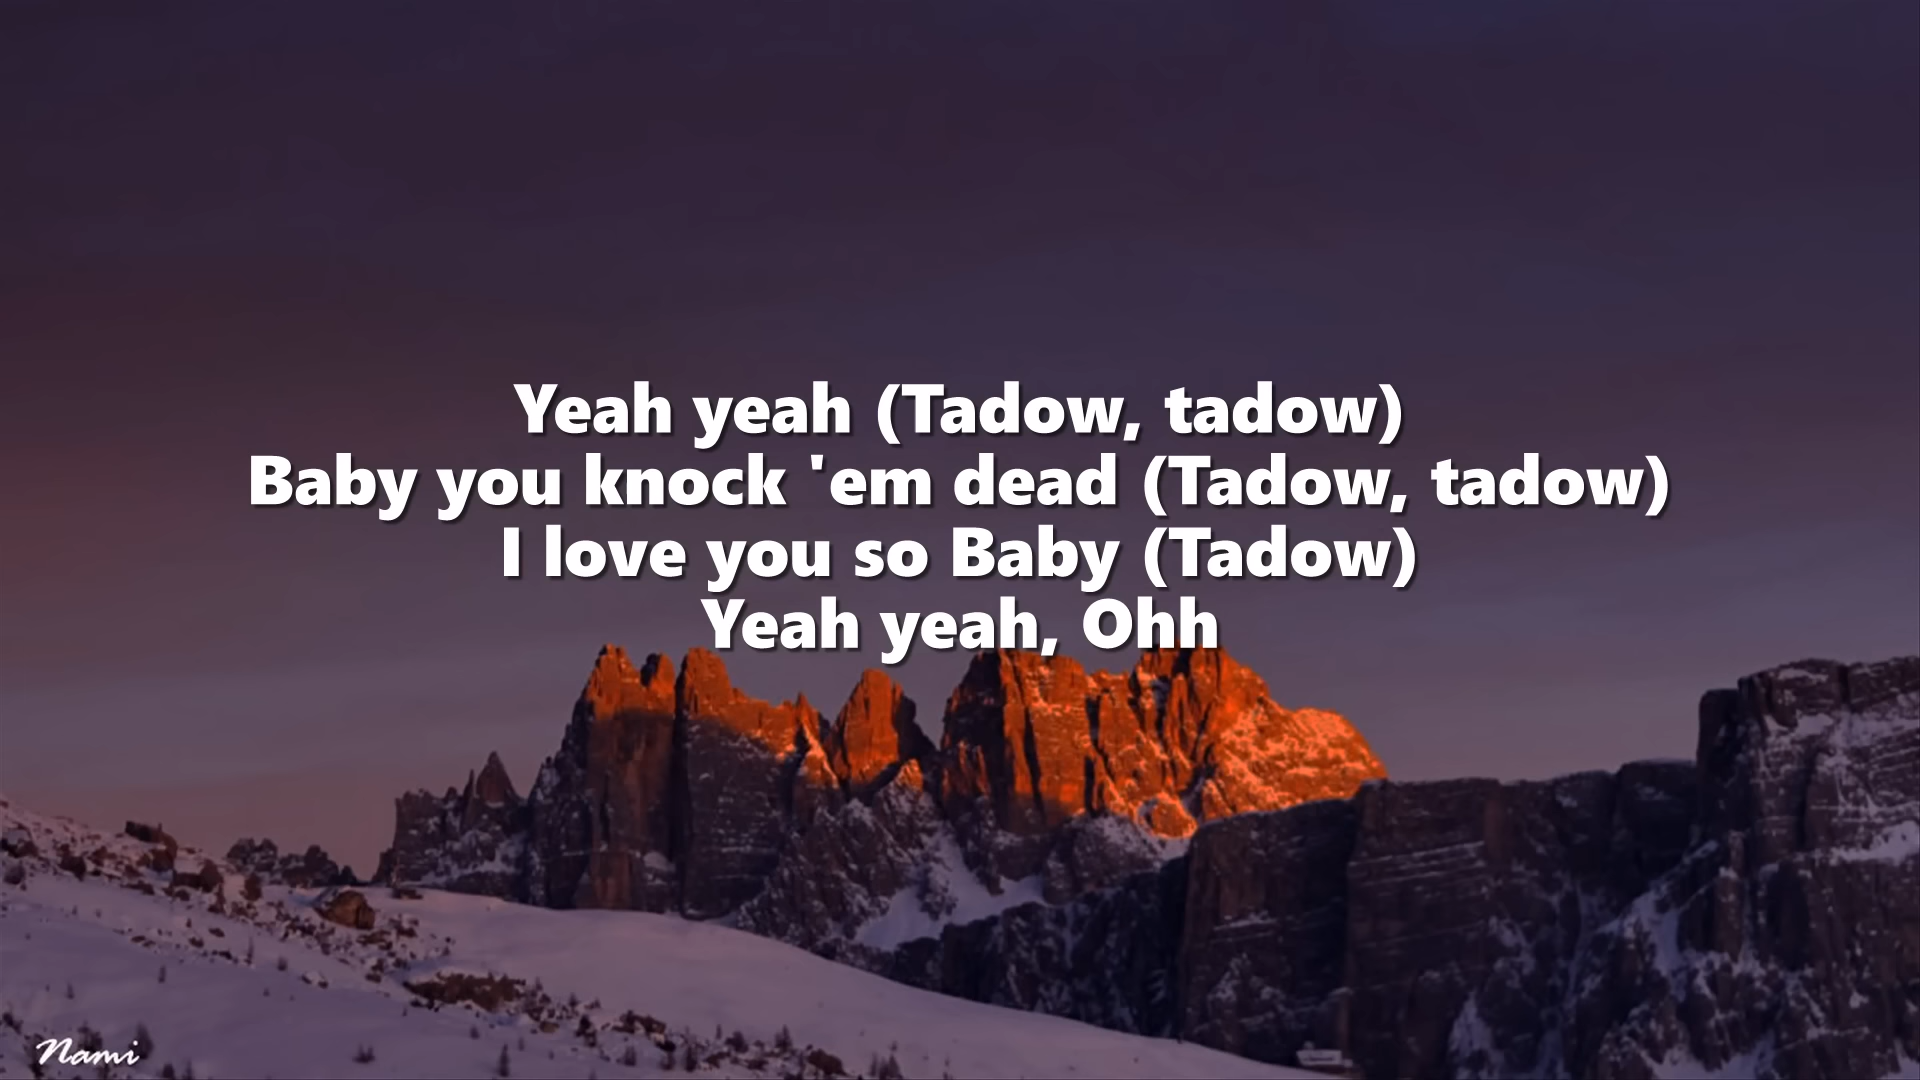 Yeah yeah (Tadow, tadow)
Baby you knock 'em dead (Tadow, tadow)
I love you so Baby (Tadow)
Yeah yeah, Ohh
Nami